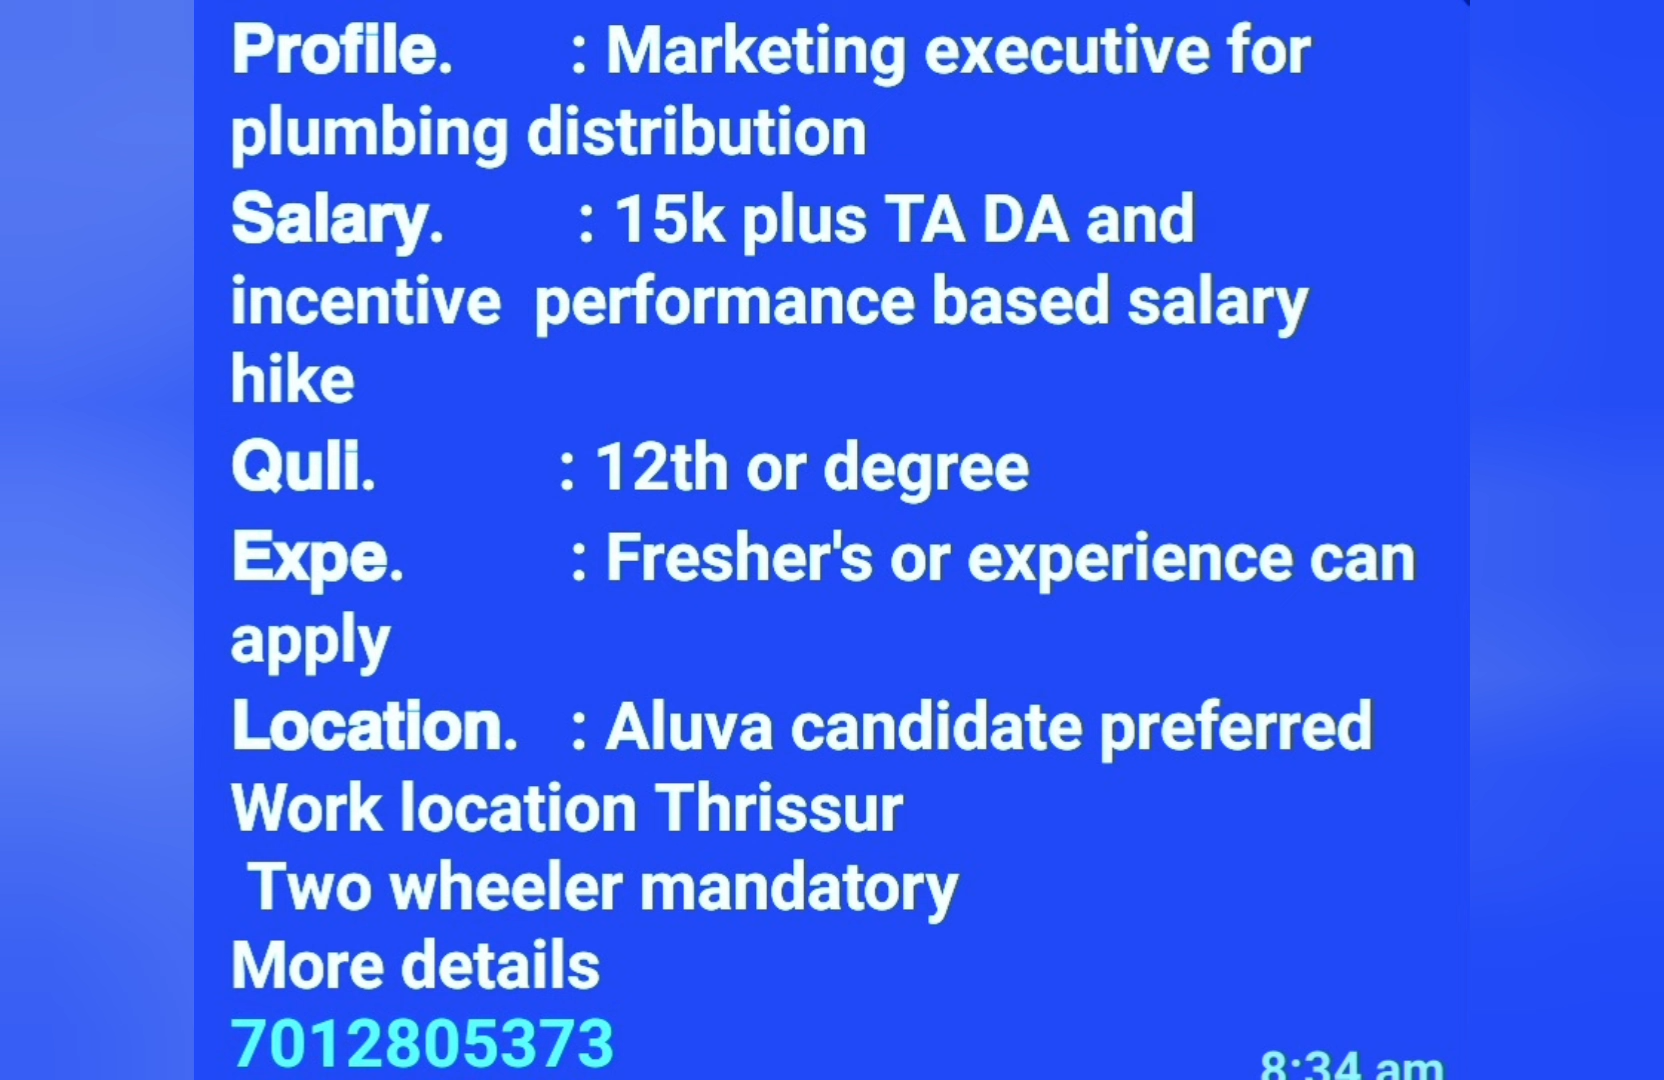 Profile. : Marketing executive for
plumbing distribution
Salary. : 15k plus TA DA and
incentive performance based salary
hike
Quli. : 12th or degree
Expe. : Fresher's or experience can
apply
Location. : Aluva candidate preferred
Work location Thrissur
Two wheeler mandatory
More details
7012805373
8:34 am